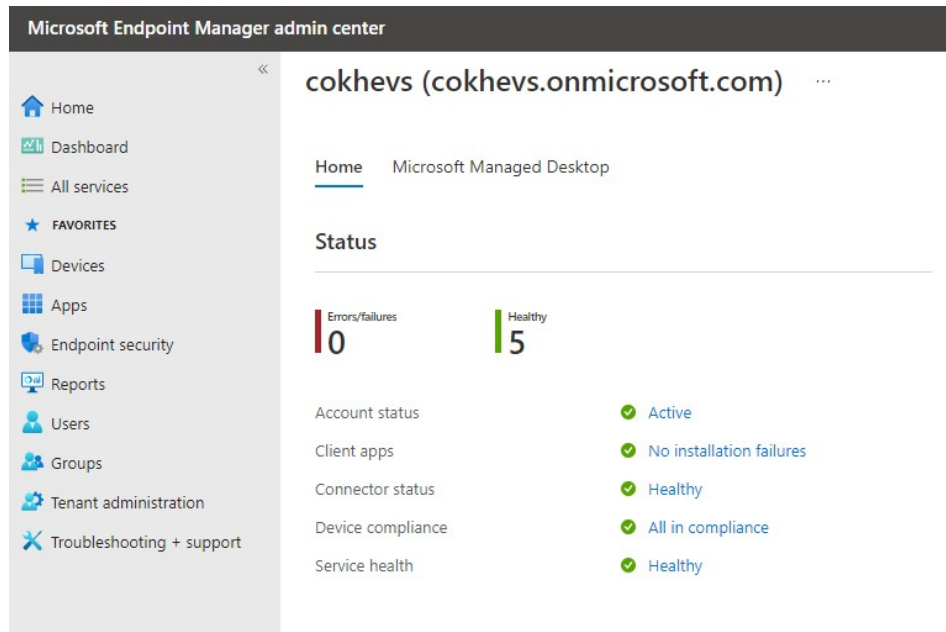 Microsoft Endpoint Manager admin center
«
Home
Dashboard
All services
FAVORITES
Devices
Apps
Endpoint security
Reports
Users
Groups
Tenant administration
Troubleshooting + support
cokhevs (cokhevs.onmicrosoft.com) ...
Home Microsoft Managed Desktop
Status
Errors/failures Healthy
0 5
Account status Active
Client apps No installation failures
Connector status Healthy
Device compliance All in compliance
Service health Healthy